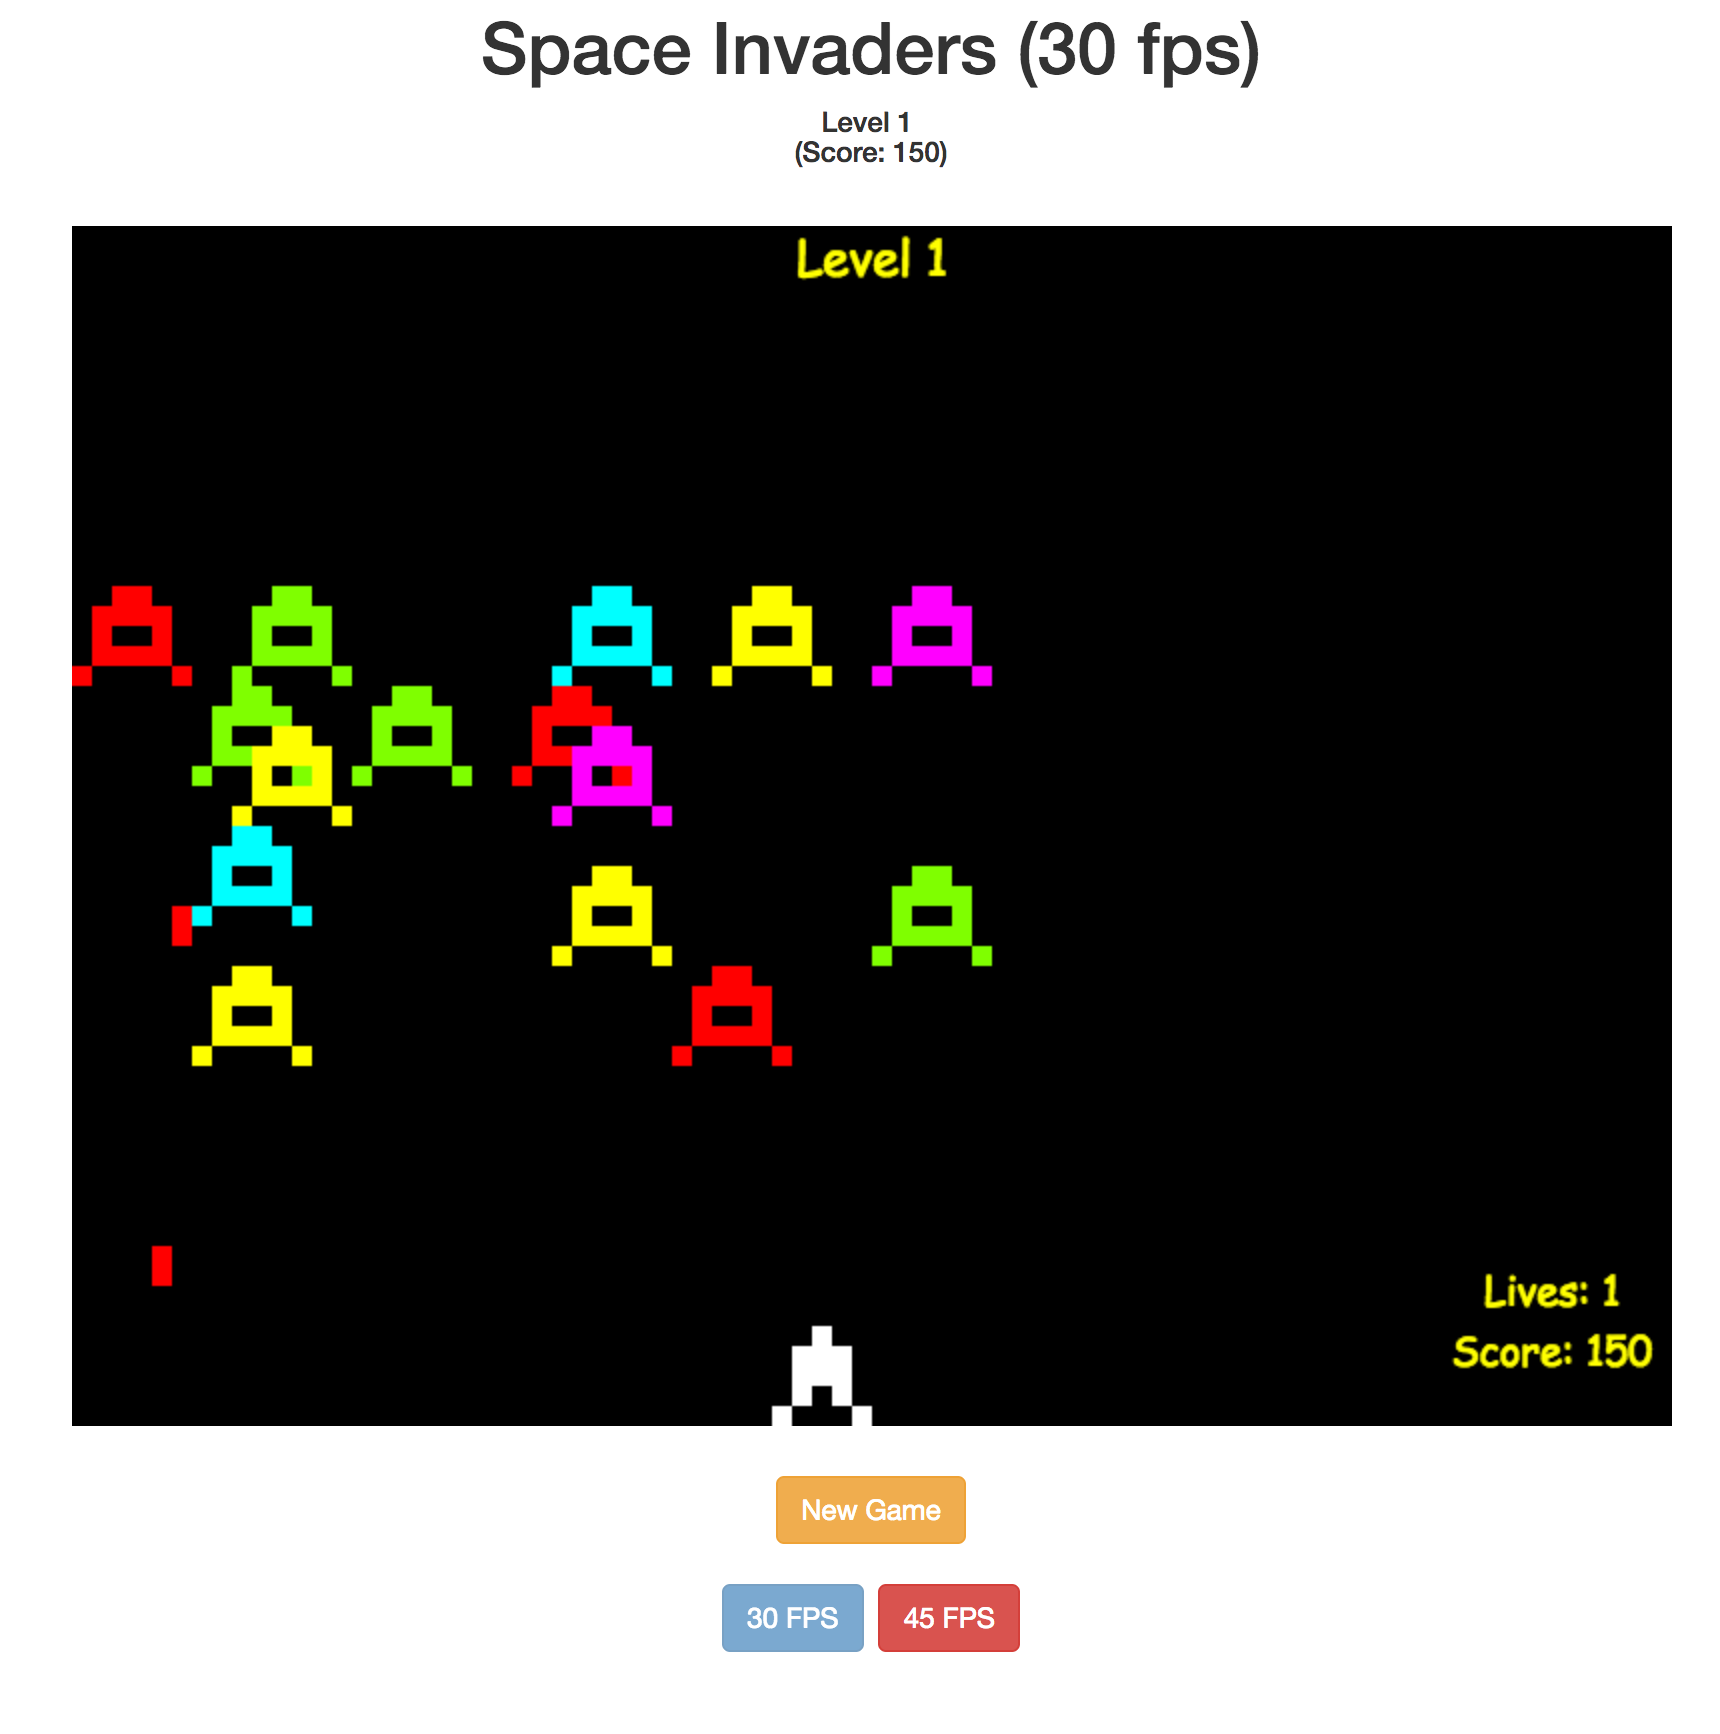 Space Invaders (30 fps)
Level 1
(Score: 150)
Level 1
Lives: 1
Score: 150
New Game
30 FPS
45 FPS